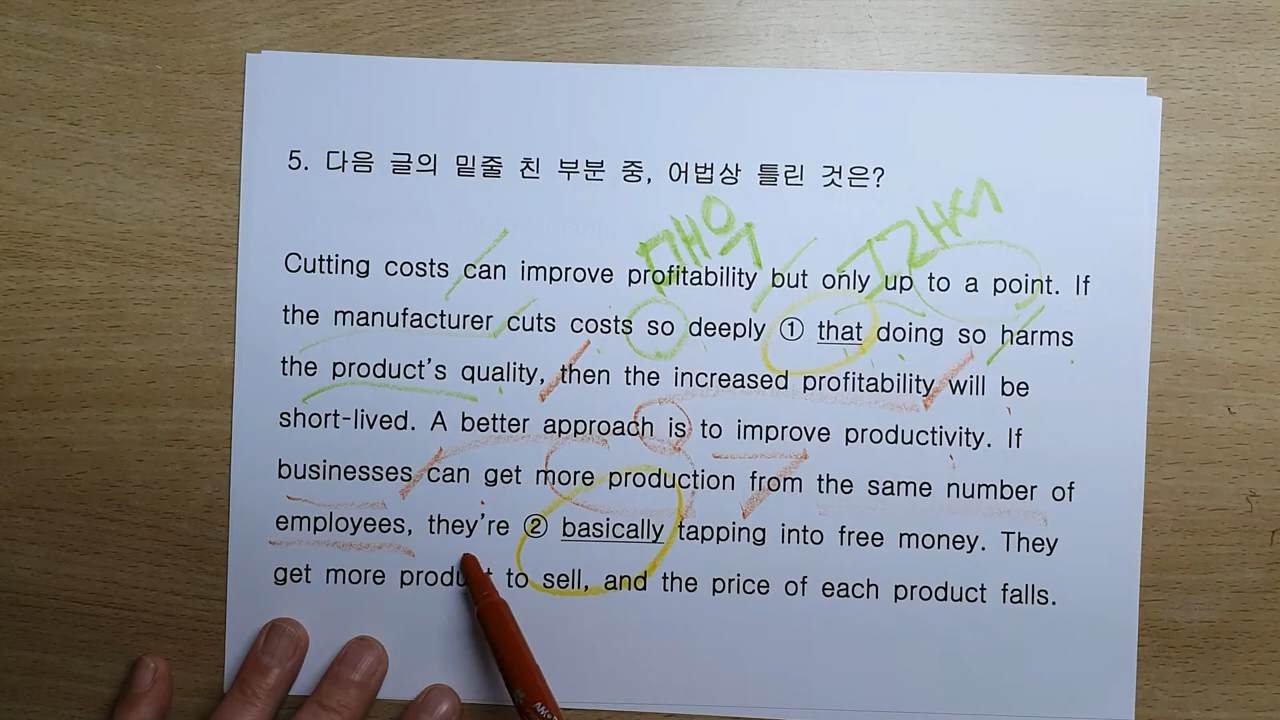 5. 다음 글의 밑줄 친 부분 중, 어법상 틀린 것은?
매우
그래서
Cutting costs can improve profitability but only up to a point. If
the manufacturer cuts costs so deeply ① that doing so harms
the product's quality, then the increased profitability will be
short-lived. A better approach is to improve productivity. If
businesses can get more production from the same number of
employees, they're ② basically tapping into free money. They
get more product to sell, and the price of each product falls.